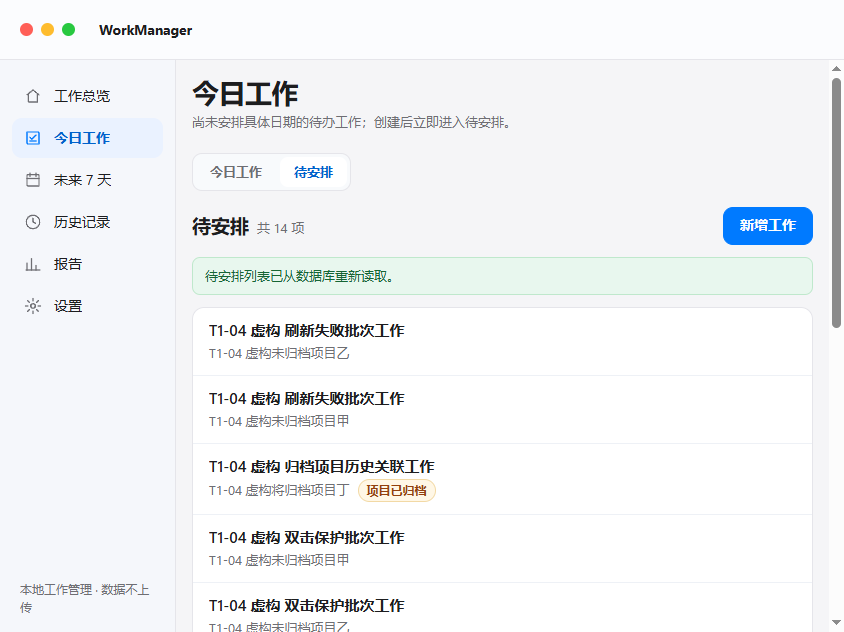 WorkManager
工作总览
今日工作
未来 7 天
历史记录
报告
设置
本地工作管理 · 数据不上
传
今日工作
尚未安排具体日期的待办工作；创建后立即进入待安排。
今日工作 待安排
待安排 共 14 项
新增工作
待安排列表已从数据库重新读取。
T1-04 虚构 刷新失败批次工作
T1-04 虚构未归档项目乙
T1-04 虚构 刷新失败批次工作
T1-04 虚构未归档项目甲
T1-04 虚构 归档项目历史关联工作
T1-04 虚构将归档项目丁 项目已归档
T1-04 虚构 双击保护批次工作
T1-04 虚构未归档项目甲
T1-04 虚构 双击保护批次工作
T1-04 虚构未归档项目乙